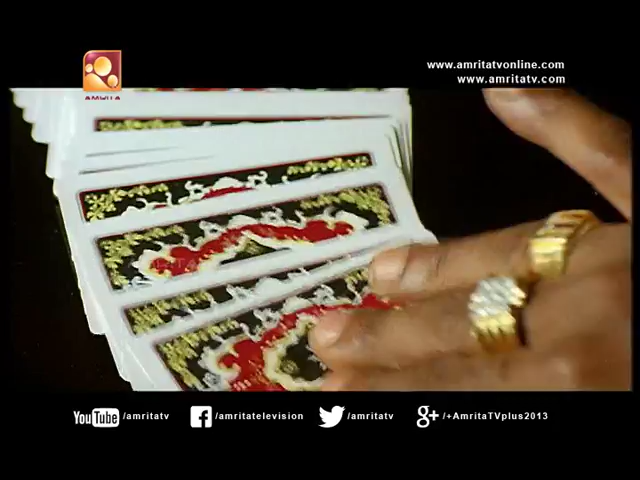 www.amritatvonline.com
www.amritatv.com
AMRITA
YouTube /amritatv f /amritatelevision /amritatv g+ /+AmritaTVplus2013